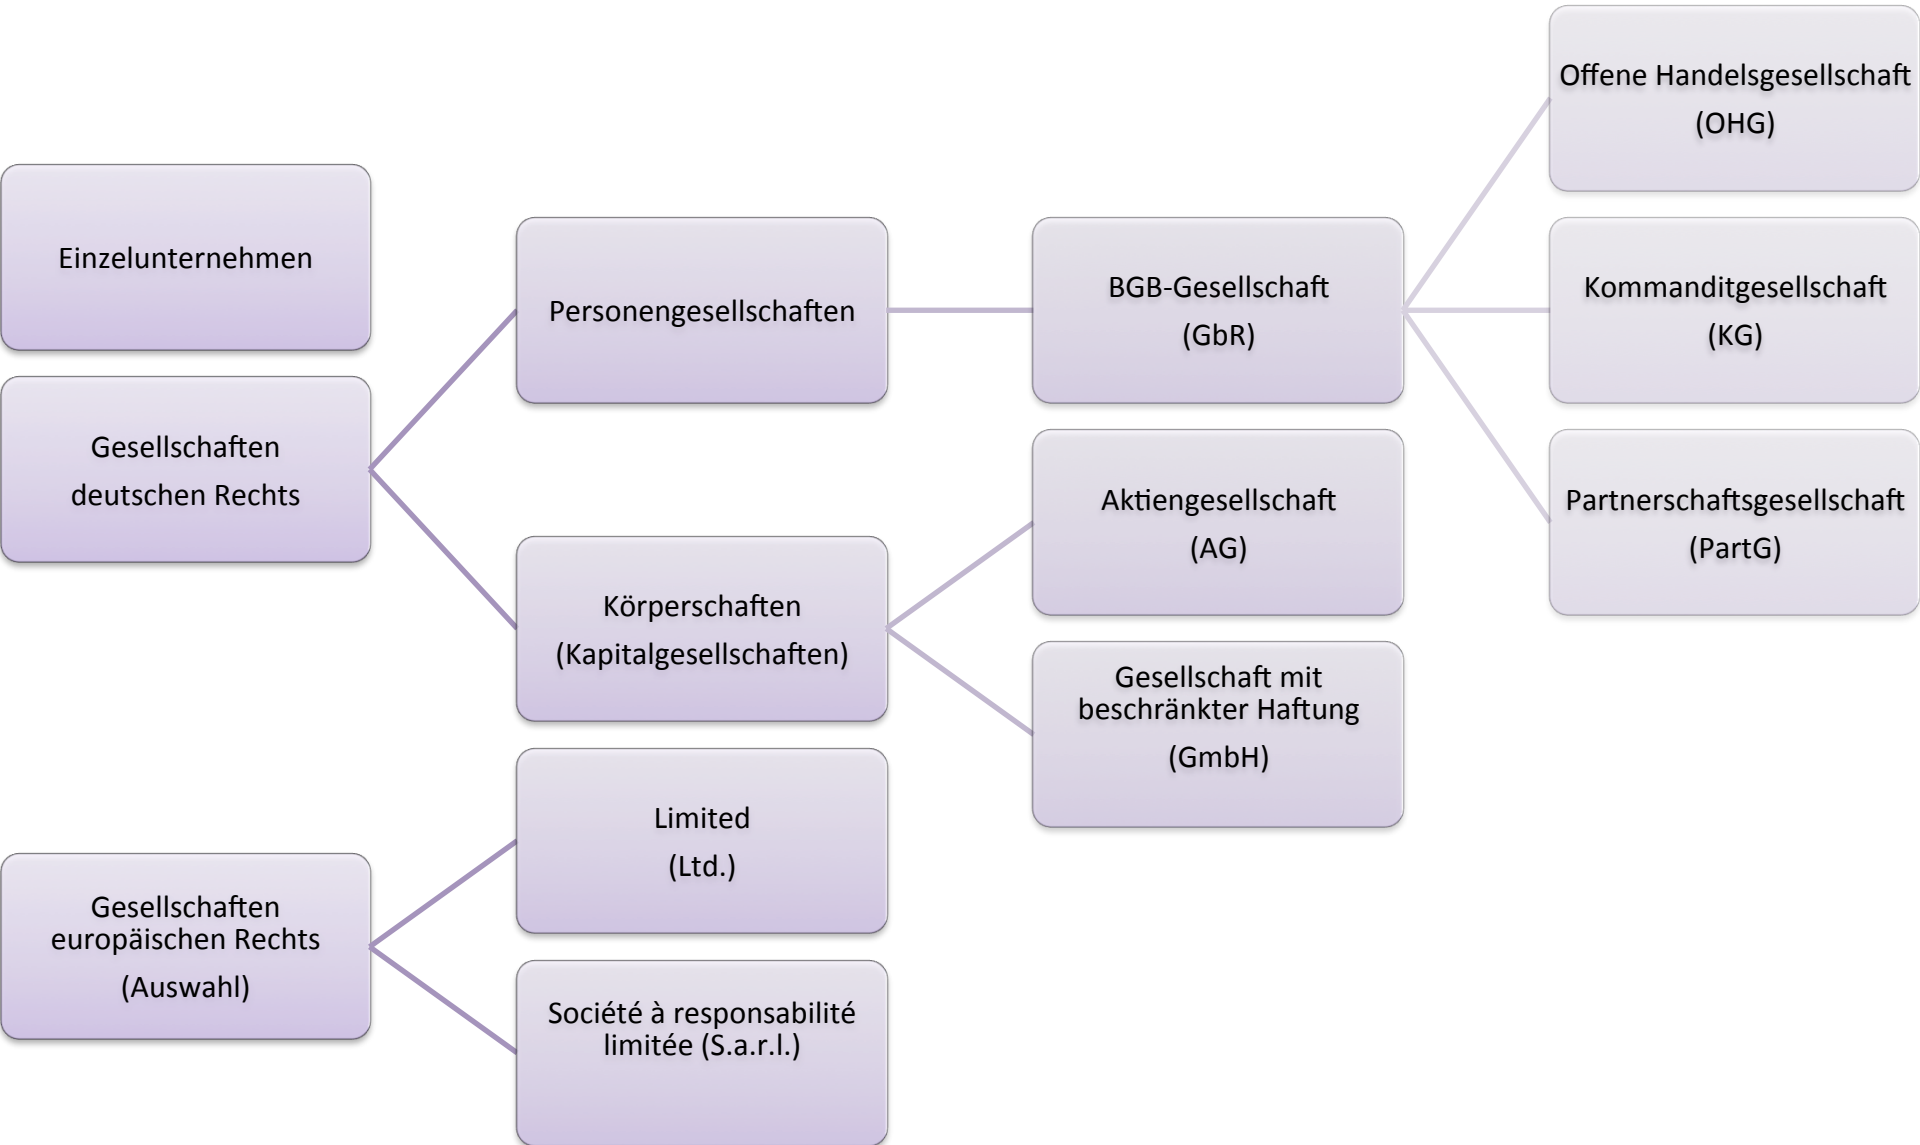 Einzelunternehmen
Gesellschaften
deutschen Rechts
Personengesellschaften
BGB-Gesellschaft
(GbR)
Offene Handelsgesellschaft
(OHG)
Kommanditgesellschaft
(KG)
Partnerschaftsgesellschaft
(PartG)
Körperschaften
(Kapitalgesellschaften)
Aktiengesellschaft
(AG)
Gesellschaft mit
beschränkter Haftung
(GmbH)
Gesellschaften
europäischen Rechts
(Auswahl)
Limited
(Ltd.)
Société à responsabilité
limitée (S.a.r.l.)